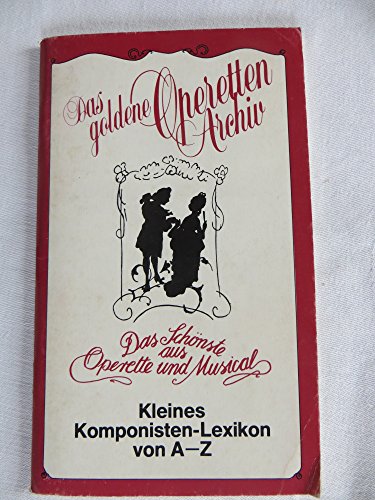 Das
goldene Operetten
Archiv
Das Schönste
aus
Operette und Musical
Kleines
Komponisten-Lexikon
von A–Z